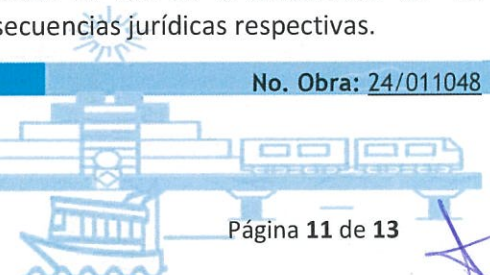 secuencias jurídicas respectivas.
No. Obra: 24/011048
Página 11 de 13